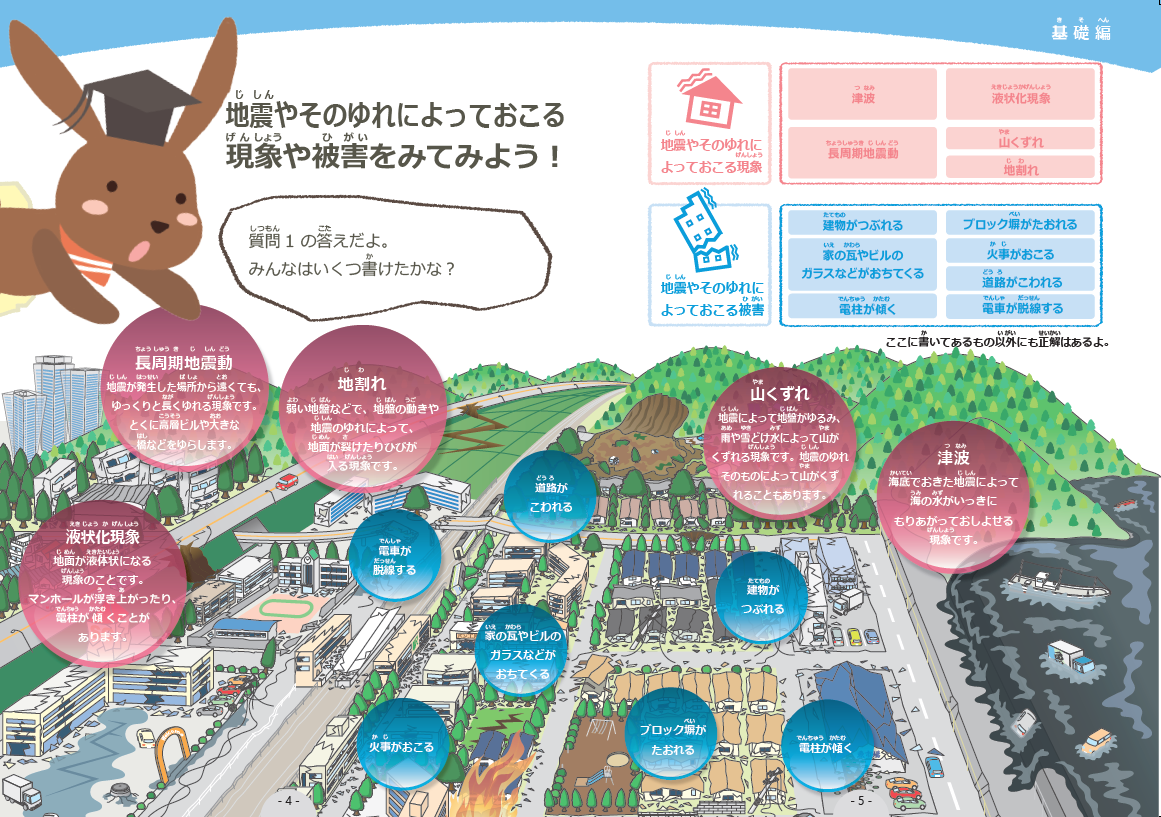 基礎編
地震やそのゆれによっておこる
現象や被害をみてみよう！
質問1の答えだよ。
みんなはいくつ書けたかな？
地震やそのゆれに
よっておこる現象
津波
液状化現象
長周期地震動
山くずれ
地割れ
地震やそのゆれに
よっておこる被害
建物がつぶれる
ブロック塀がたおれる
家の瓦やビルの
ガラスなどがおちてくる
火事がおこる
道路がこわれる
電柱が傾く
電車が脱線する
ここに書いてあるもの以外にも正解はあるよ。
長周期地震動
地震が発生した場所から遠くても、
ゆっくりと長くゆれる現象です。
とくに高層ビルや大きな
橋などをゆらします。
地割れ
弱い地盤などで、地盤の動きや
地震のゆれによって、
地面が裂けたりひびが
入る現象です。
山くずれ
地震によって地盤がゆるみ、
雨や雪どけ水によって山が
くずれる現象です。地震のゆれ
そのものによって山がくず
れることもあります。
津波
海底でおきた地震によって
海の水がいっきに
もりあがっておしよせる
現象です。
液状化現象
地面が液体状になる
現象のことです。
マンホールが浮き上がったり、
電柱が傾くことが
あります。
道路が
こわれる
電車が
脱線する
建物が
つぶれる
家の瓦やビルの
ガラスなどが
おちてくる
火事がおこる
ブロック塀が
たおれる
電柱が傾く
- 4 -
- 5 -